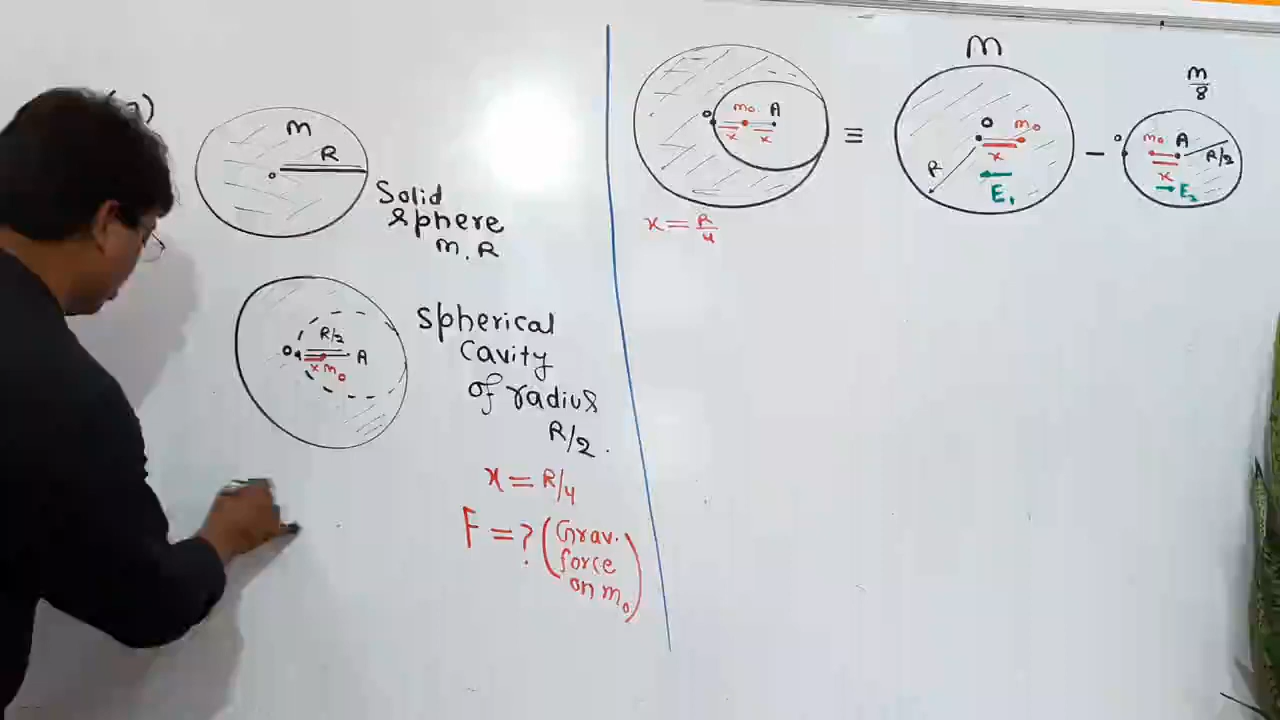 m
R
o
Solid
sphere
m, R
R/2
O
A
x m₀
Spherical
Cavity
of radius
R/2.
x = R/4
F = ? (Grav.
force
on m₀)
O
m₀
A
x
x
≡
m
O
m₀
x
R
E₁
−
m/8
O
m₀
A
R/2
x
E₂
x = R/4